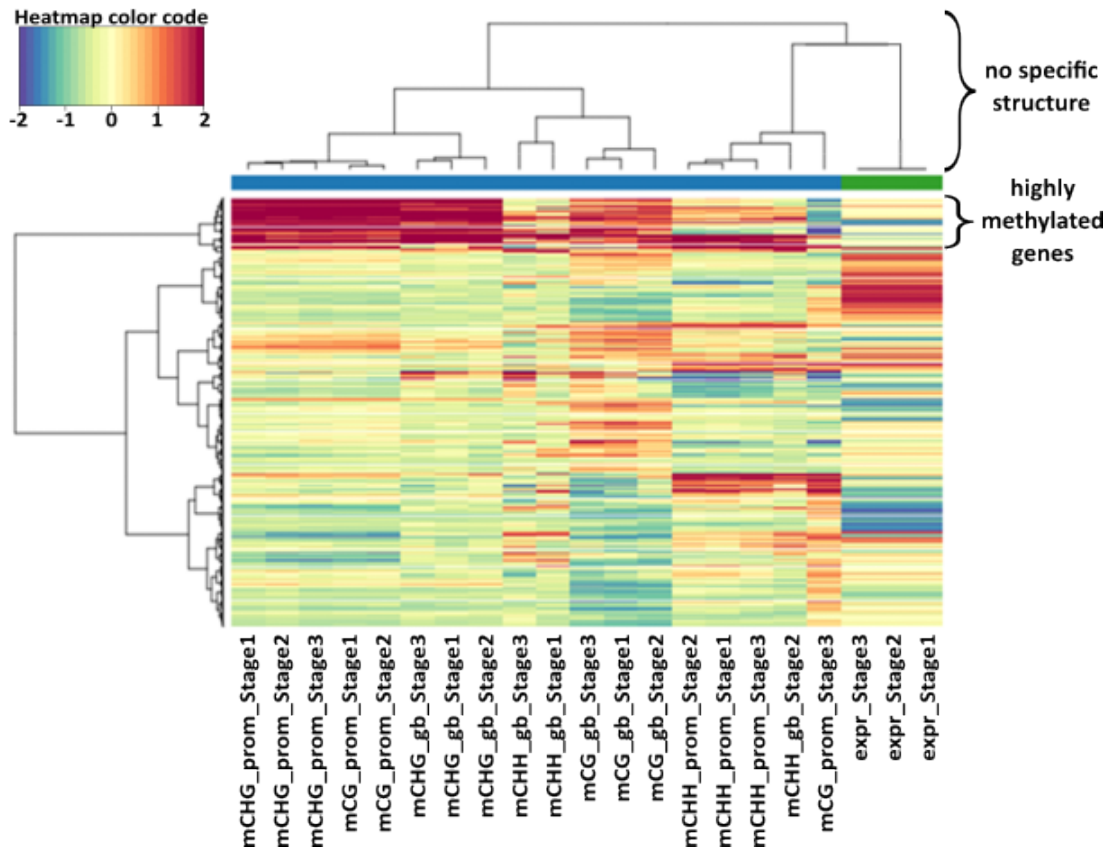 Heatmap color code
-2 -1 0 1 2
no specific
structure
highly
methylated
genes
mCHG_prom_Stage1
mCHG_prom_Stage2
mCHG_prom_Stage3
mCG_prom_Stage1
mCG_prom_Stage2
mCHG_gb_Stage3
mCHG_gb_Stage1
mCHG_gb_Stage2
mCHH_gb_Stage3
mCHH_gb_Stage1
mCG_gb_Stage3
mCG_gb_Stage1
mCG_gb_Stage2
mCHH_prom_Stage2
mCHH_prom_Stage1
mCHH_prom_Stage3
mCHH_gb_Stage2
mCG_prom_Stage3
expr_Stage3
expr_Stage2
expr_Stage1